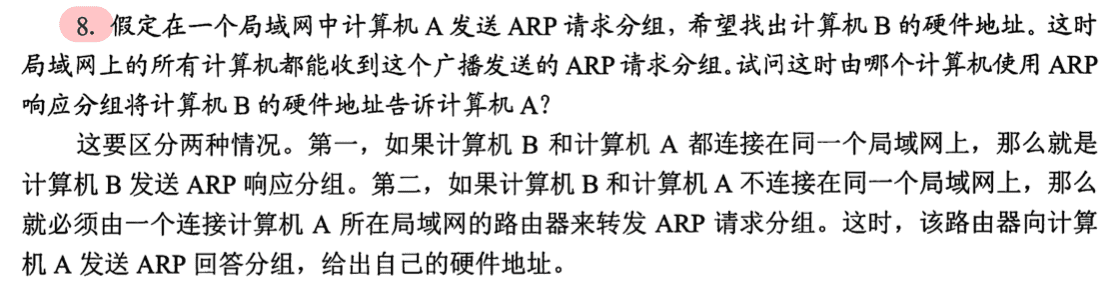 8. 假定在一个局域网中计算机 A 发送 ARP 请求分组，希望找出计算机 B 的硬件地址。这时
局域网上的所有计算机都能收到这个广播发送的 ARP 请求分组。试问这时由哪个计算机使用 ARP
响应分组将计算机 B 的硬件地址告诉计算机 A？
这要区分两种情况。第一，如果计算机 B 和计算机 A 都连接在同一个局域网上，那么就是
计算机 B 发送 ARP 响应分组。第二，如果计算机 B 和计算机 A 不连接在同一个局域网上，那么
就必须由一个连接计算机 A 所在局域网的路由器来转发 ARP 请求分组。这时，该路由器向计算
机 A 发送 ARP 回答分组，给出自己的硬件地址。